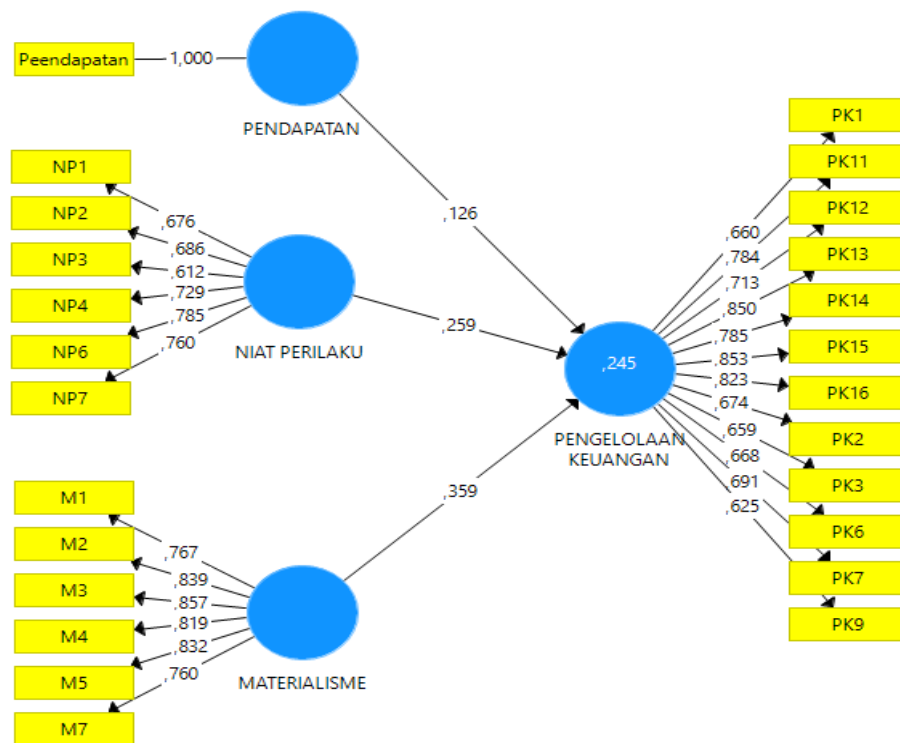 Peendapatan
1,000
PENDAPATAN
,126
NP1
NP2
NP3
NP4
NP6
NP7
,676
,686
,612
,729
,785
,760
NIAT PERILAKU
,259
M1
M2
M3
M4
M5
M7
,767
,839
,857
,819
,832
,760
MATERIALISME
,359
,245
PENGELOLAAN
KEUANGAN
,660
,784
,713
,850
,785
,853
,823
,674
,659
,668
,691
,625
PK1
PK11
PK12
PK13
PK14
PK15
PK16
PK2
PK3
PK6
PK7
PK9